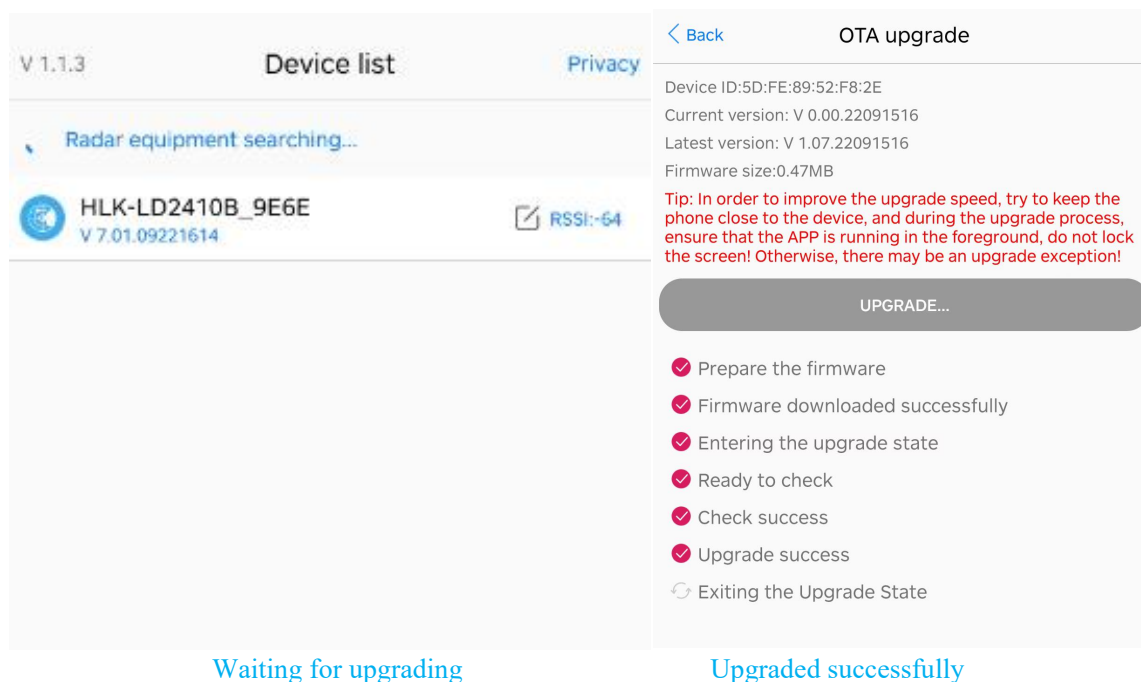 V 1.1.3
Device list
Privacy
Radar equipment searching...
HLK-LD2410B_9E6E
V 7.01.09221614
RSSI:-64
Back
OTA upgrade
Device ID:5D:FE:89:52:F8:2E
Current version: V 0.00.22091516
Latest version: V 1.07.22091516
Firmware size:0.47MB
Tip: In order to improve the upgrade speed, try to keep the
phone close to the device, and during the upgrade process,
ensure that the APP is running in the foreground, do not lock
the screen! Otherwise, there may be an upgrade exception!
UPGRADE...
Prepare the firmware
Firmware downloaded successfully
Entering the upgrade state
Ready to check
Check success
Upgrade success
Exiting the Upgrade State
Waiting for upgrading
Upgraded successfully